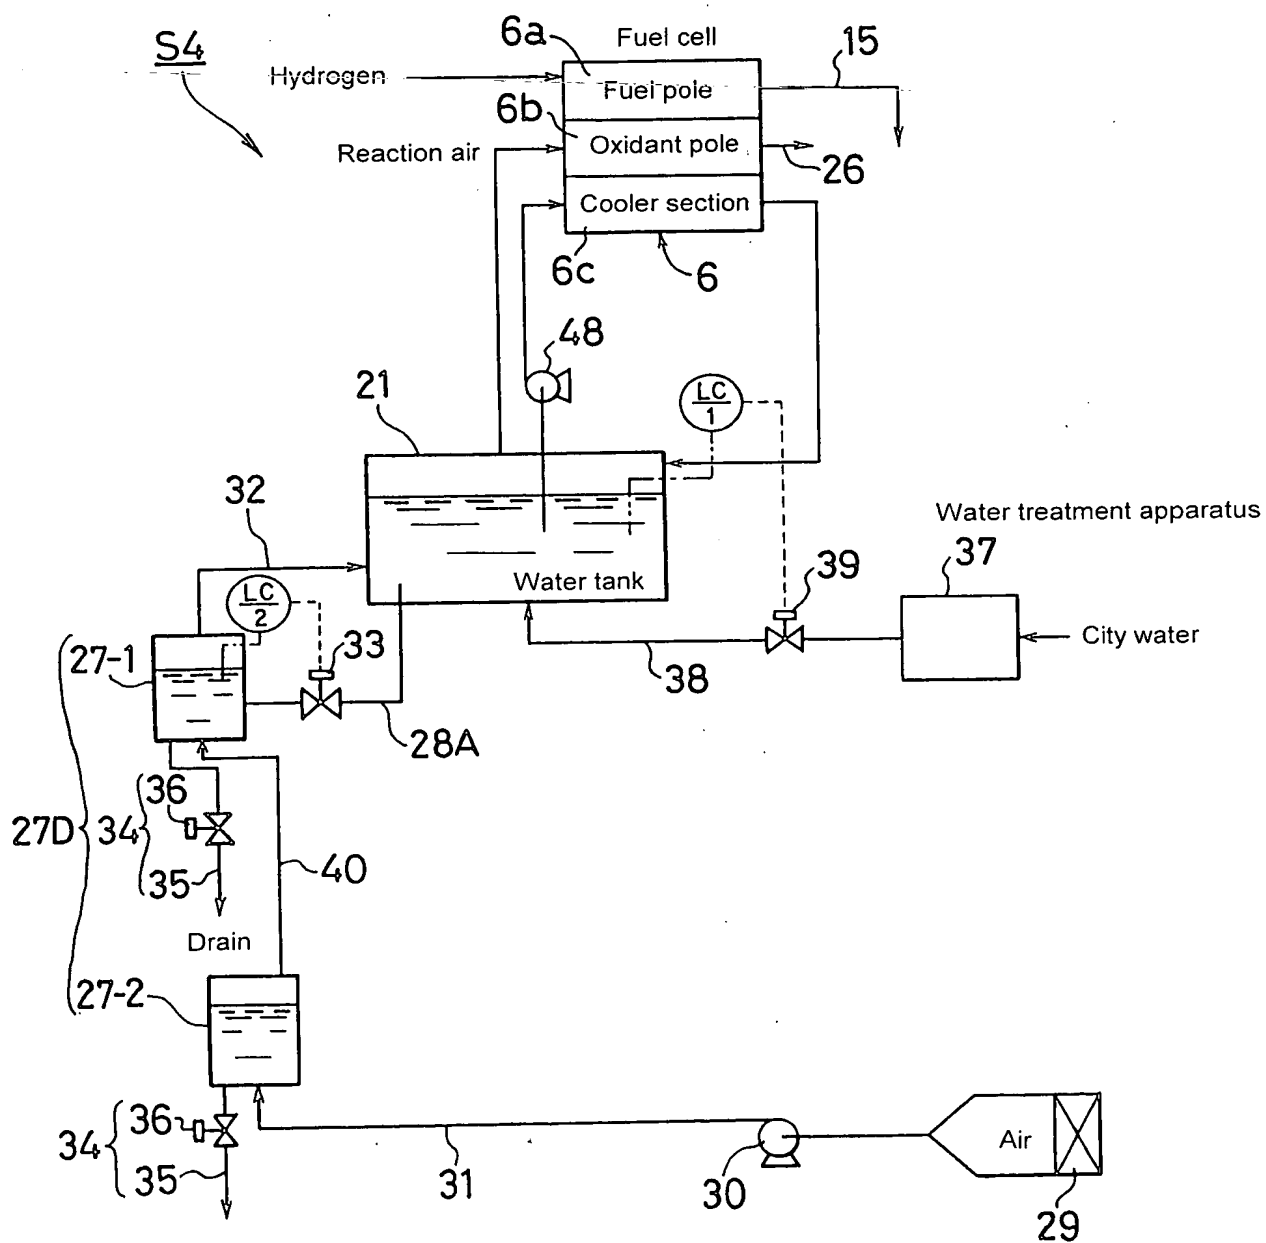 S4
6a
Fuel cell
15
Hydrogen
Fuel pole
6b
Reaction air
Oxidant pole
26
Cooler section
6c
6
48
21
LC
1
32
Water treatment apparatus
37
39
LC
2
Water tank
City water
27-1
33
38
28A
36
27D
34
35
40
Drain
27-2
36
34
35
31
30
Air
29